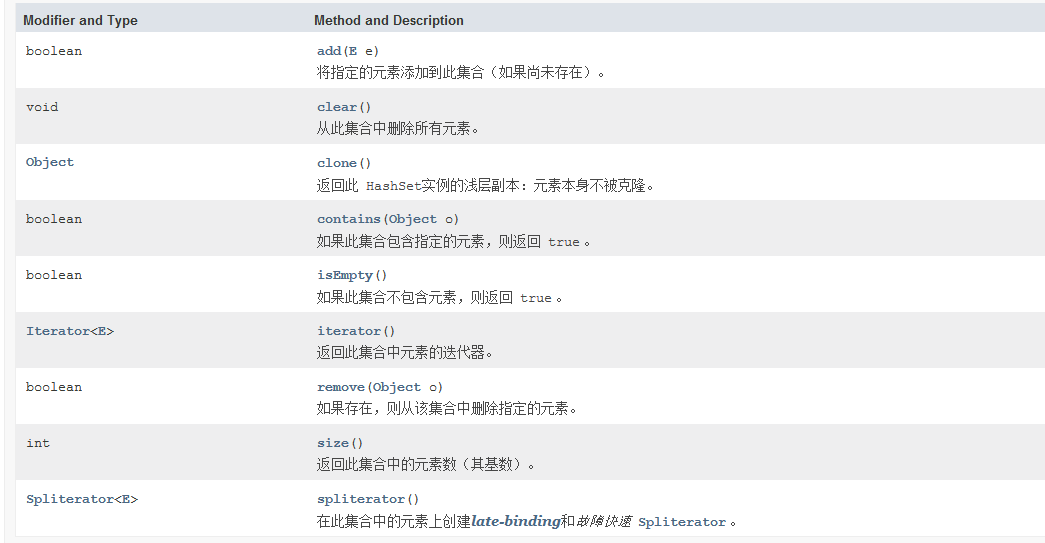 Modifier and Type Method and Description
boolean add(E e)
将指定的元素添加到此集合（如果尚未存在）。
void clear()
从此集合中删除所有元素。
Object clone()
返回此 HashSet实例的浅层副本：元素本身不被克隆。
boolean contains(Object o)
如果此集合包含指定的元素，则返回 true 。
boolean isEmpty()
如果此集合不包含元素，则返回 true 。
Iterator<E> iterator()
返回此集合中元素的迭代器。
boolean remove(Object o)
如果存在，则从该集合中删除指定的元素。
int size()
返回此集合中的元素数（其基数）。
Spliterator<E> spliterator()
在此集合中的元素上创建late-binding和故障快速 Spliterator 。